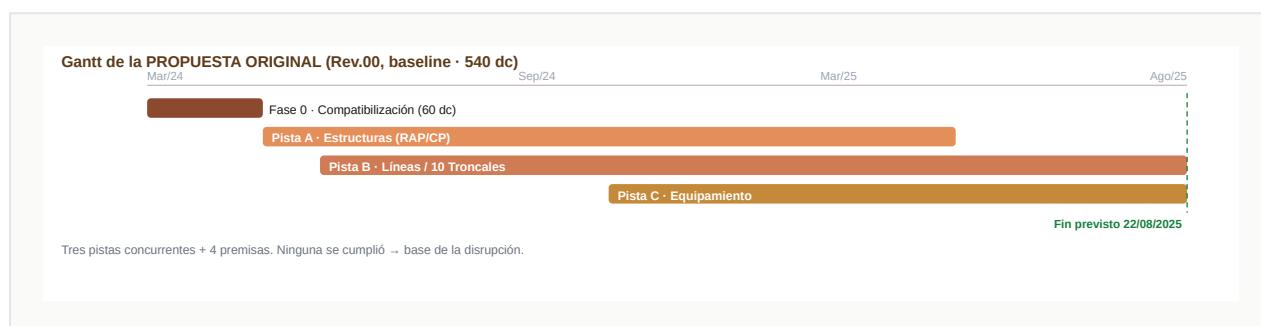 Gantt de la PROPUESTA ORIGINAL (Rev.00, baseline · 540 dc)
Mar/24 Sep/24 Mar/25 Ago/25
Fase 0 · Compatibilización (60 dc)
Pista A · Estructuras (RAP/CP)
Pista B · Líneas / 10 Troncales
Pista C · Equipamiento
Fin previsto 22/08/2025
Tres pistas concurrentes + 4 premisas. Ninguna se cumplió → base de la disrupción.